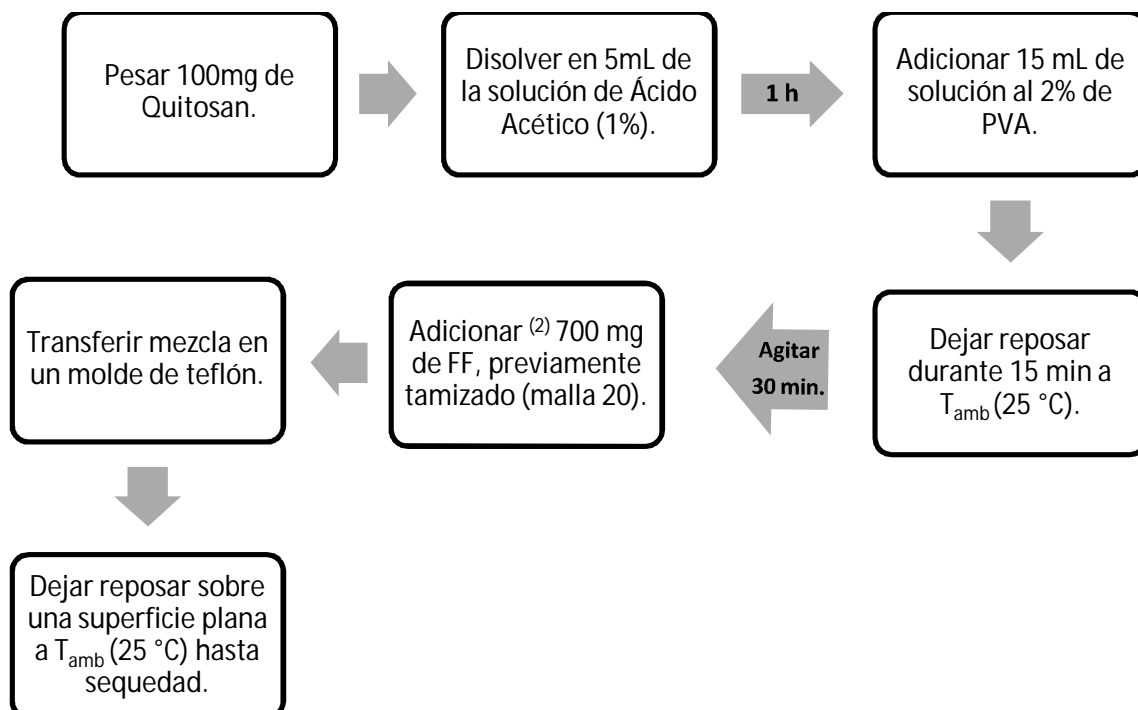 Pesar 100mg de
Quitosan.
Disolver en 5mL de
la solución de Ácido
Acético (1%).
1 h
Adicionar 15 mL de
solución al 2% de
PVA.
Dejar reposar
durante 15 min a
Tamb (25 °C).
Agitar
30 min.
Adicionar (2) 700 mg
de FF, previamente
tamizado (malla 20).
Transferir mezcla en
un molde de teflón.
Dejar reposar sobre
una superficie plana
a Tamb (25 °C) hasta
sequedad.